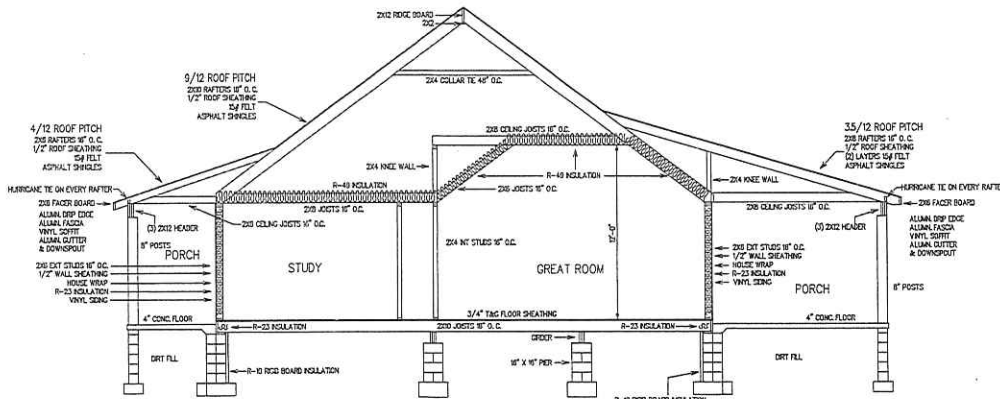 2X12 RIDGE BOARD
2X2
9/12 ROOF PITCH
2X10 RAFTERS 16" O.C.
1/2" ROOF SHEATHING
15# FELT
ASPHALT SHINGLES
2X4 COLLAR TIE 48" O.C.
4/12 ROOF PITCH
2X8 RAFTERS 16" O.C.
1/2" ROOF SHEATHING
15# FELT
ASPHALT SHINGLES
3.5/12 ROOF PITCH
2X8 RAFTERS 16" O.C.
1/2" ROOF SHEATHING
(2) LAYERS 15# FELT
ASPHALT SHINGLES
2X8 CEILING JOISTS 16" O.C.
2X4 KNEE WALL
R-49 INSULATION
R-49 INSULATION
2X6 JOISTS 16" O.C.
2X4 KNEE WALL
HURRICANE TIE ON EVERY RAFTER
2X6 FACER BOARD
ALUMN. DRIP EDGE
ALUMN. FASCIA
VINYL SOFFIT
ALUMN. GUTTER
& DOWNSPOUT
2X8 JOISTS 16" O.C.
2X8 CEILING JOISTS 16" O.C.
(3) 2X12 HEADER
8" POSTS
PORCH
2X6 EXT STUDS 16" O.C.
1/2" WALL SHEATHING
HOUSE WRAP
R-23 INSULATION
VINYL SIDING
STUDY
2X4 INT STUDS 16" O.C.
GREAT ROOM
12'-0"
2X8 CEILING JOISTS 16" O.C.
HURRICANE TIE ON EVERY RAFTER
2X6 FACER BOARD
(3) 2X12 HEADER
ALUMN. DRIP EDGE
ALUMN. FASCIA
VINYL SOFFIT
ALUMN. GUTTER
& DOWNSPOUT
2X6 EXT STUDS 16" O.C.
1/2" WALL SHEATHING
HOUSE WRAP
R-23 INSULATION
VINYL SIDING
PORCH
8" POSTS
4" CONC. FLOOR
3/4" T&G FLOOR SHEATHING
4" CONC. FLOOR
R-23 INSULATION
2X10 JOISTS 16" O.C.
R-23 INSULATION
GIRDER
DIRT FILL
16" X 16" PIER
DIRT FILL
R-10 RIGID BOARD INSULATION